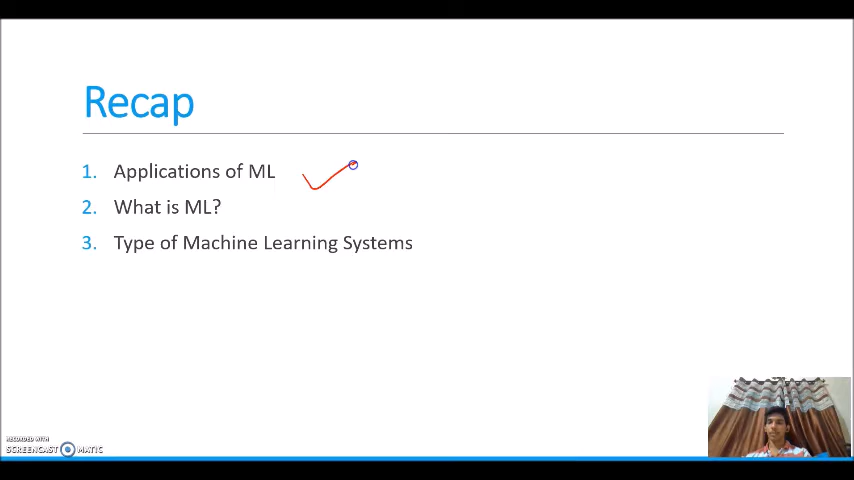 Recap
1. Applications of ML
2. What is ML?
3. Type of Machine Learning Systems
RECORDED WITH
SCREENCAST MATIC